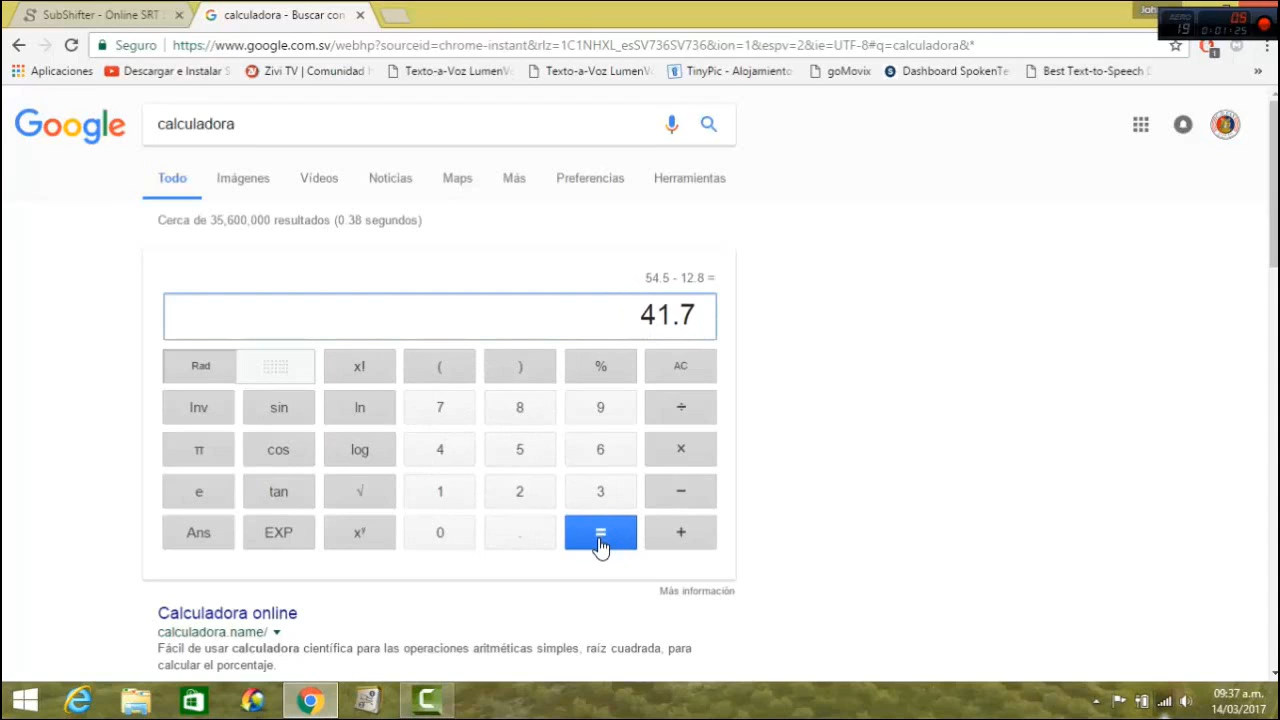 SubShifter - Online SRT
calculadora - Buscar con
09
19
0:01:25
Seguro
https://www.google.com.sv/
sourceid=
=1C1NHXL_esSV736SV736&ion=1&espv=2&ie=UTF-8#q=calculadora&*
Aplicaciones
Descargar e Instalar S
Zivi TV | Comunidad
Texto-a-Voz LumenV
Texto-a-Voz LumenV
TinyPic - Alojamiento
goMovix
Dashboard SpokenTe
Best Text-to-Speech D
»
Google
calculadora
Todo
Imágenes
Vídeos
Noticias
Maps
Más
Preferencias
Herramientas
Cerca de 35,600,000 resultados (0.38 segundos)
54.5 - 12.8 =
41.7
Rad
x!
(
)
%
AC
Inv
sin
ln
7
8
9
÷
π
cos
log
4
5
6
×
e
tan
√
1
2
3
−
Ans
EXP
xʸ
0
.
=
+
Más información
Calculadora online
calculadora.name/
Fácil de usar calculadora científica para las operaciones aritméticas simples, raíz cuadrada, para
calcular el porcentaje.
09:37 a.m.
14/03/2017